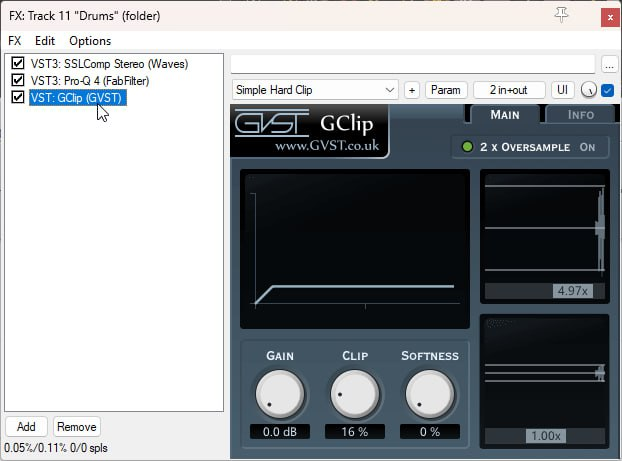 FX: Track 11 "Drums" (folder)
FX Edit Options
VST3: SSLComp Stereo (Waves)
VST3: Pro-Q 4 (FabFilter)
VST: GClip (GVST)
...
Simple Hard Clip + Param 2 in+out UI
GVST GClip
www.GVST.co.uk
MAIN INFO
2 x OVERSAMPLE ON
4.97x
GAIN CLIP SOFTNESS
0.0 dB 16 % 0 %
1.00x
Add Remove
0.05%/0.11% 0/0 spls